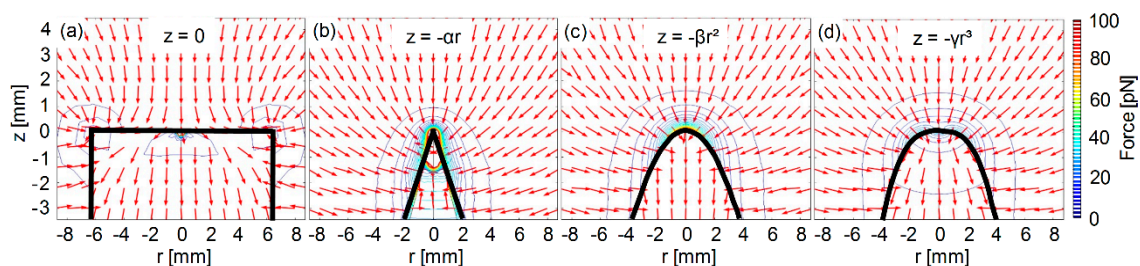 (a) z = 0
(b) z = -αr
(c) z = -βr²
(d) z = -γr³
z [mm]
4
3
2
1
0
-1
-2
-3
-8 -6 -4 -2 0 2 4 6 8
-8 -6 -4 -2 0 2 4 6 8
-8 -6 -4 -2 0 2 4 6 8
-8 -6 -4 -2 0 2 4 6 8
r [mm]
r [mm]
r [mm]
r [mm]
100
80
60
40
20
0
Force [pN]